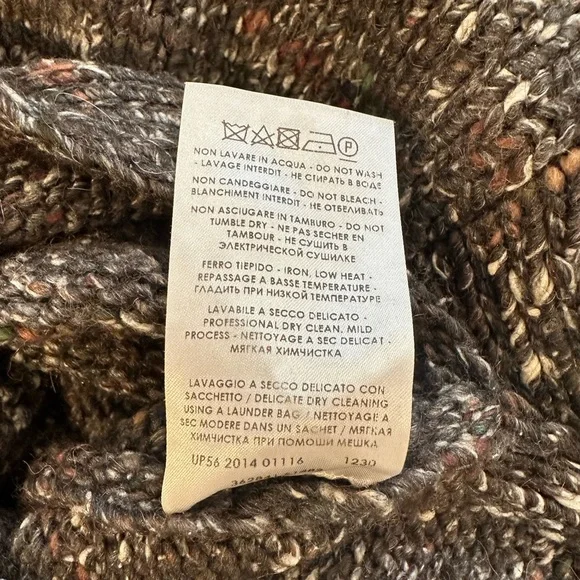 P
NON LAVARE IN ACQUA - DO NOT WASH
- LAVAGE INTERDIT - НЕ СТИРАТЬ В ВОДЕ
NON CANDEGGIARE - DO NOT BLEACH -
BLANCHIMENT INTERDIT - НЕ ОТБЕЛИВАТЬ
NON ASCIUGARE IN TAMBURO - DO NOT
TUMBLE DRY - NE PAS SECHER EN
TAMBOUR - НЕ СУШИТЬ В
ЭЛЕКТРИЧЕСКОЙ СУШИЛКЕ
FERRO TIEPIDO - IRON, LOW HEAT -
REPASSAGE A BASSE TEMPERATURE -
ГЛАДИТЬ ПРИ НИЗКОЙ ТЕМПЕРАТУРЕ
LAVABILE A SECCO DELICATO -
PROFESSIONAL DRY CLEAN, MILD
PROCESS - NETTOYAGE A SEC DELICAT -
МЯГКАЯ ХИМЧИСТКА
LAVAGGIO A SECCO DELICATO CON
SACCHETTO / DELICATE DRY CLEANING
USING A LAUNDER BAG / NETTOYAGE A
SEC MODERE DANS UN SACHET / МЯГКАЯ
ХИМЧИСТКА ПРИ ПОМОШИ МЕШКА
UP56 2014 01116 1230